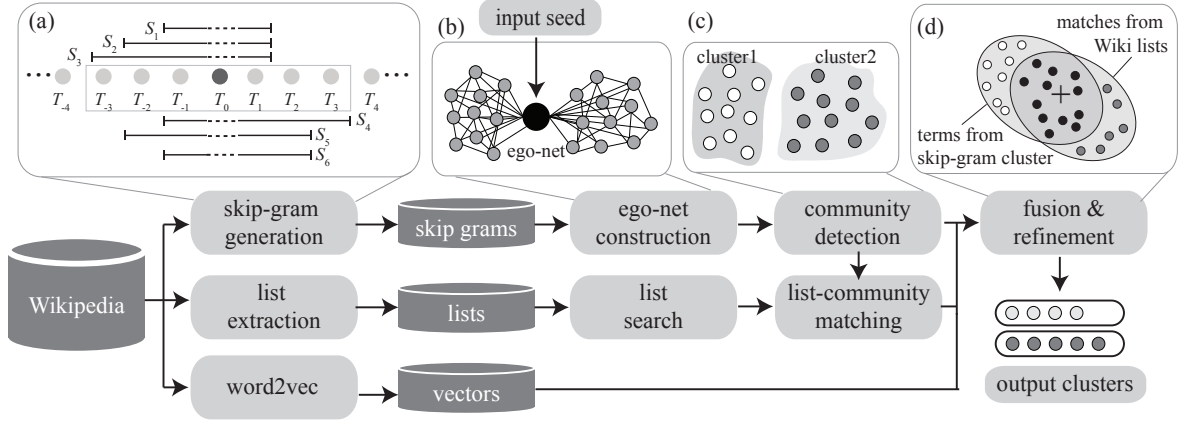 (a)
S1
S2
S3
T-4
T-3
T-2
T-1
T0
T1
T2
T3
T4
S4
S5
S6
(b)
input seed
ego-net
(c)
cluster1
cluster2
(d)
matches from
Wiki lists
terms from
skip-gram cluster
Wikipedia
skip-gram
generation
skip grams
ego-net
construction
community
detection
fusion &
refinement
list
extraction
lists
list
search
list-community
matching
word2vec
vectors
output clusters